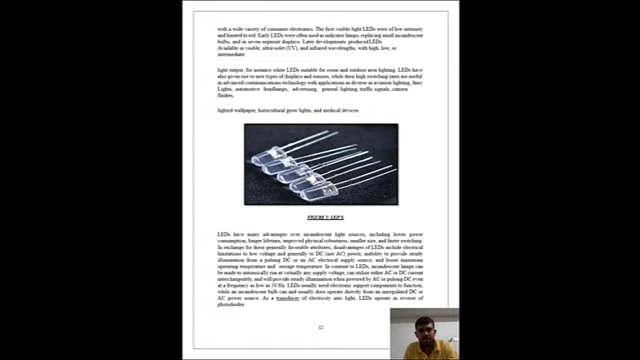 with a wide variety of consumer electronics. The first visible-light LEDs were of low intensity
and limited to red. Early LEDs were often used as indicator lamps, replacing small incandescent
bulbs, and in seven-segment displays. Later developments produced LEDs
Available in visible, ultraviolet (UV), and infrared wavelengths, with high, low, or
intermediate
light output, for instance white LEDs suitable for room and outdoor area lighting. LEDs have
also given rise to new types of displays and sensors, while their high switching rates are useful
in advanced communications technology with applications as diverse as aviation lighting, fairy
Lights, automotive headlamps, advertising, general lighting, traffic signals, camera
flashes,
lighted wallpaper, horticultural grow lights, and medical devices.
FIGURE 5: LED'S
LEDs have many advantages over incandescent light sources, including lower power
consumption, longer lifetime, improved physical robustness, smaller size, and faster switching.
In exchange for these generally favorable attributes, disadvantages of LEDs include electrical
limitations to low voltage and generally to DC (not AC) power, inability to provide steady
illumination from a pulsing DC or an AC electrical supply source, and lesser maximum
operating temperature and storage temperature. In contrast to LEDs, incandescent lamps can
be made to intrinsically run at virtually any supply voltage, can utilize either AC or DC current
interchangeably, and will provide steady illumination when powered by AC or pulsing DC even
at a frequency as low as 50 Hz. LEDs usually need electronic support components to function,
while an incandescent bulb can and usually does operate directly from an unregulated DC or
AC power source. As a transducer of electricity into light, LEDs operate in reverse of
photodiodes.
12